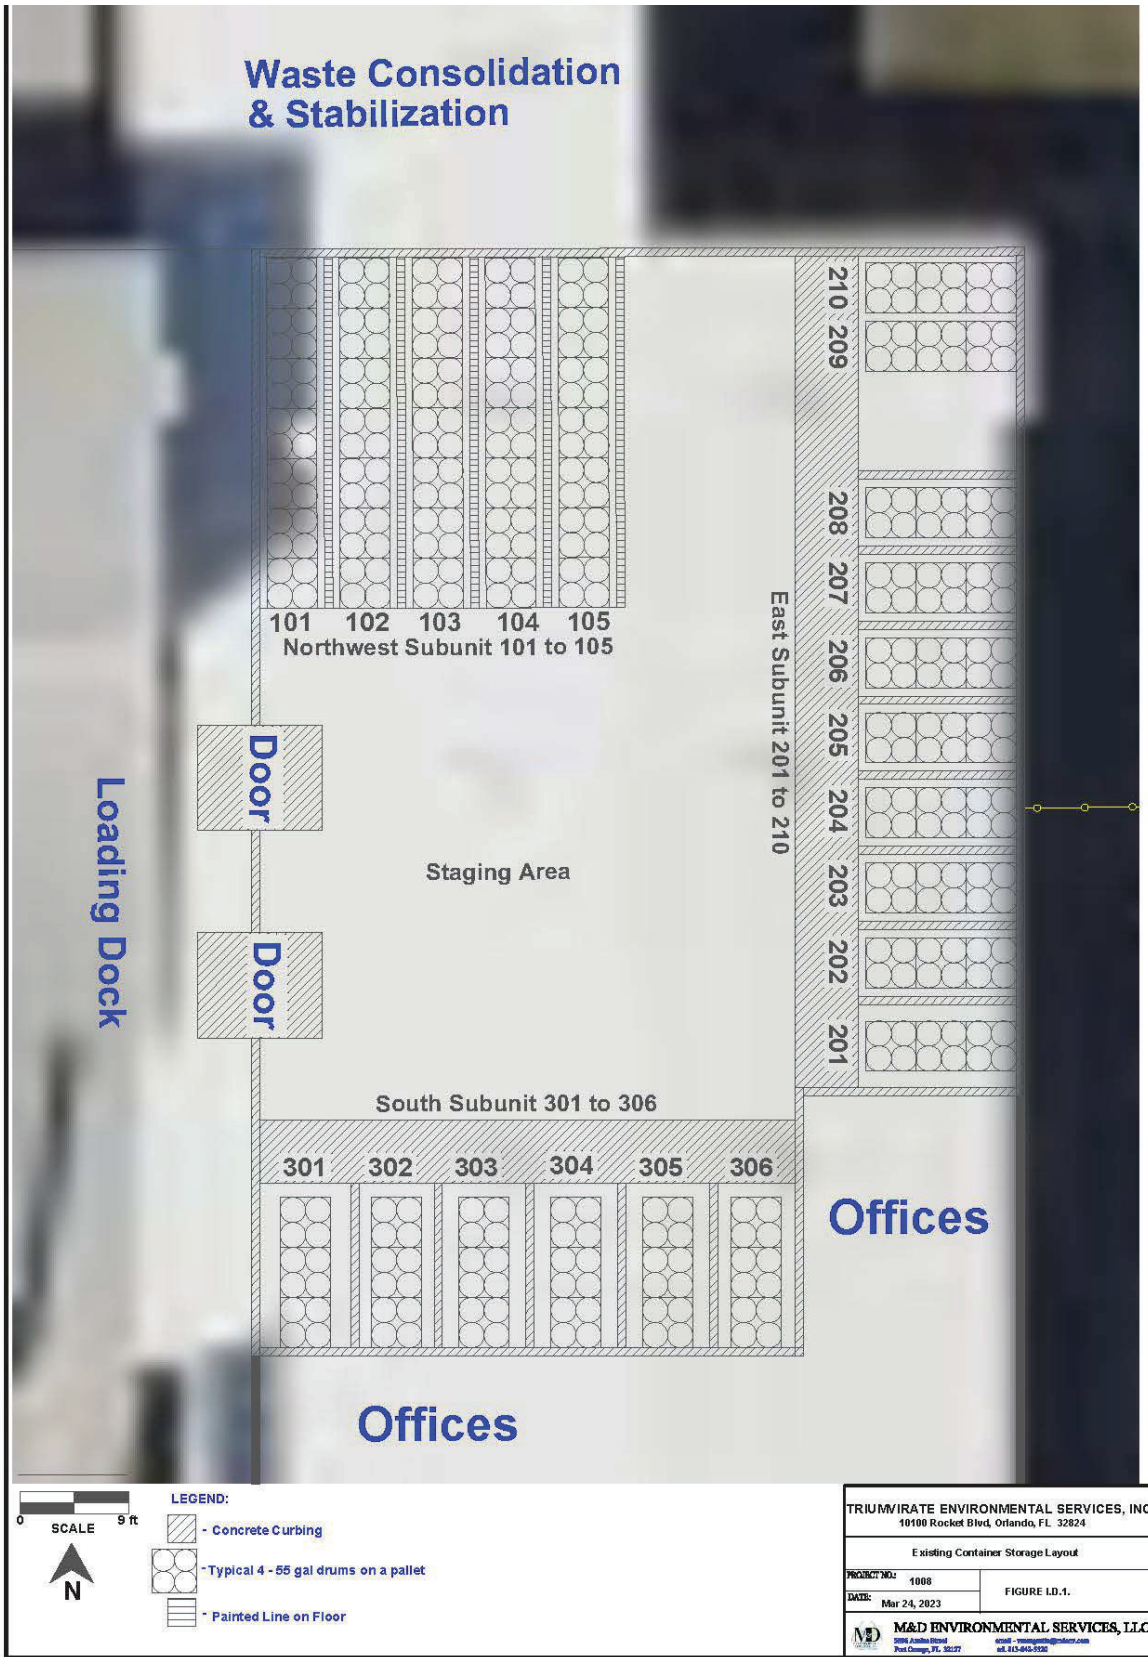 Waste Consolidation
& Stabilization
210
209
208
207
206
205
204
203
202
201
101 102 103 104 105
Northwest Subunit 101 to 105
East Subunit 201 to 210
Door
Door
Loading Dock
Staging Area
South Subunit 301 to 306
301 302 303 304 305 306
Offices
Offices
0 SCALE 9 ft
N
LEGEND:
- Concrete Curbing
- Typical 4 - 55 gal drums on a pallet
- Painted Line on Floor
TRIUMVIRATE ENVIRONMENTAL SERVICES, INC
10100 Rocket Blvd, Orlando, FL 32824
Existing Container Storage Layout
PROJECT NO.: 1008
DATE: Mar 24, 2023
FIGURE I.D.1.
M&D
M&D ENVIRONMENTAL SERVICES, LLC
Port Orange, FL 32127